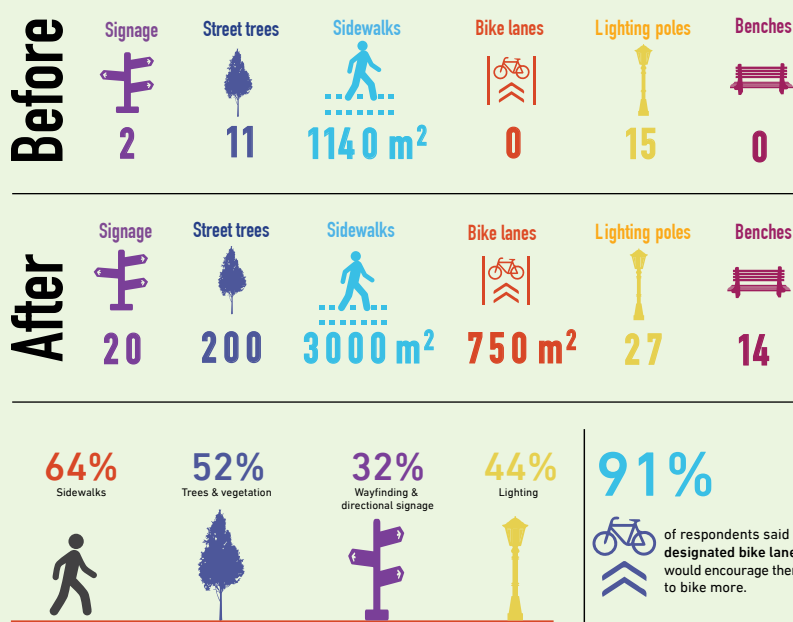 Before
Signage Street trees Sidewalks Bike lanes Lighting poles Benches
2 11 1140 m² 0 15 0
After
Signage Street trees Sidewalks Bike lanes Lighting poles Benches
20 200 3000 m² 750 m² 27 14
64% 52% 32% 44%
Sidewalks Trees & vegetation Wayfinding & Lighting
directional signage
91%
of respondents said
designated bike lane
would encourage the
to bike more.